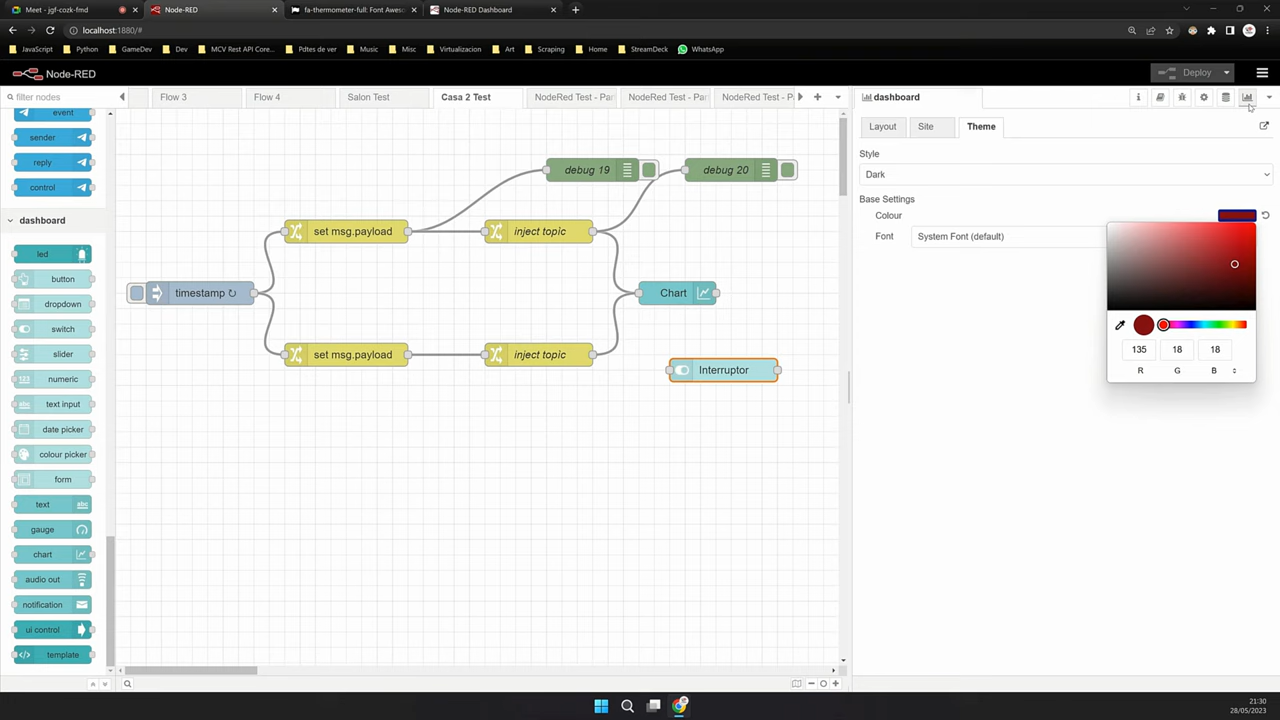 Meet - jgf-cozk-fmd
Node-RED
fa-thermometer-full: Font Aweso
Node-RED Dashboard
localhost:1880/#
JavaScript
Python
GameDev
Dev
MCV Rest API Core...
Pdtes de ver
Music
Misc
Virtualizacion
Art
Scraping
Home
StreamDeck
WhatsApp
Node-RED
Deploy
filter nodes
Flow 3
Flow 4
Salon Test
Casa 2 Test
NodeRed Test - Par
NodeRed Test - Par
NodeRed Test - P
dashboard
Layout
Site
Theme
Style
Dark
Base Settings
Colour
Font
System Font (default)
135
18
18
R
G
B
event
sender
reply
control
dashboard
led
button
dropdown
switch
slider
numeric
text input
date picker
colour picker
form
text
abc
gauge
chart
audio out
notification
ui control
template
debug 19
debug 20
set msg.payload
inject topic
timestamp ↻
Chart
set msg.payload
inject topic
Interruptor
21:30
28/05/2023